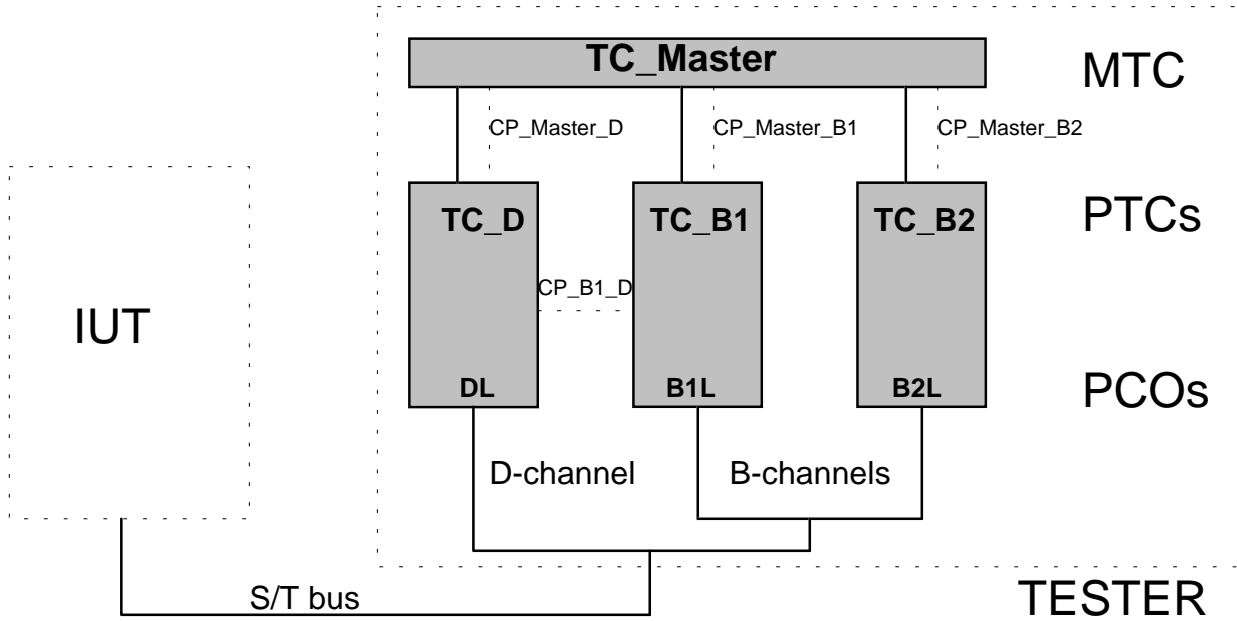 TC_Master
MTC
CP_Master_D
CP_Master_B1
CP_Master_B2
TC_D
TC_B1
TC_B2
PTCs
CP_B1_D
IUT
DL
B1L
B2L
PCOs
D-channel
B-channels
S/T bus
TESTER